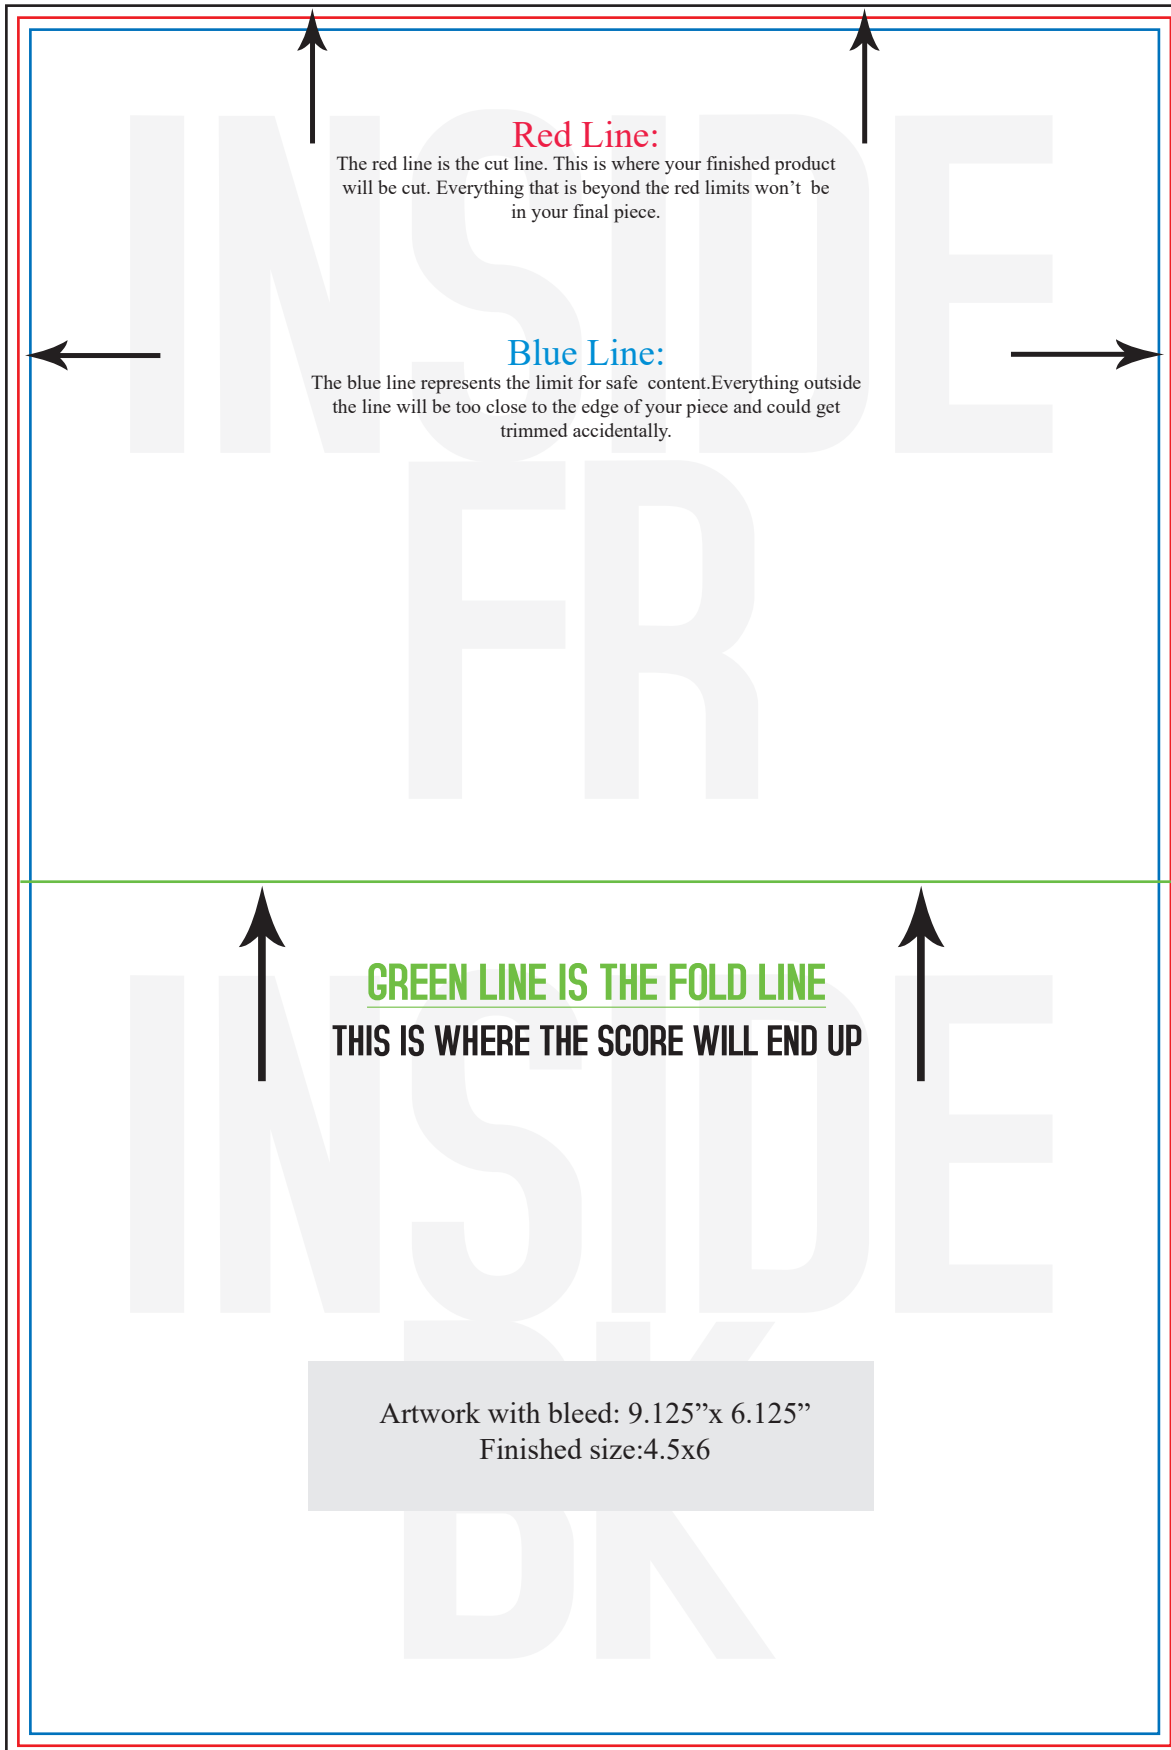 INSIDE
Red Line:
The red line is the cut line. This is where your finished product
will be cut. Everything that is beyond the red limits won’t  be
in your final piece.
Blue Line:
The blue line represents the limit for safe  content.Everything outside
the line will be too close to the edge of your piece and could get
trimmed accidentally.
FR
GREEN LINE IS THE FOLD LINE
THIS IS WHERE THE SCORE WILL END UP
INSIDE
BK
Artwork with bleed: 9.125”x 6.125”
Finished size:4.5x6